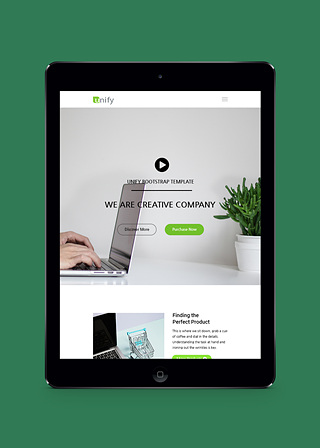 unify
UNIFY BOOTSTRAP TEMPLATE
WE ARE CREATIVE COMPANY
Discover More
Purchase Now
Finding the
Perfect Product
This is where we sit down, grab a cup
of coffee and dial in the details.
Understanding the task at hand and
ironing out the wrinkles is key.